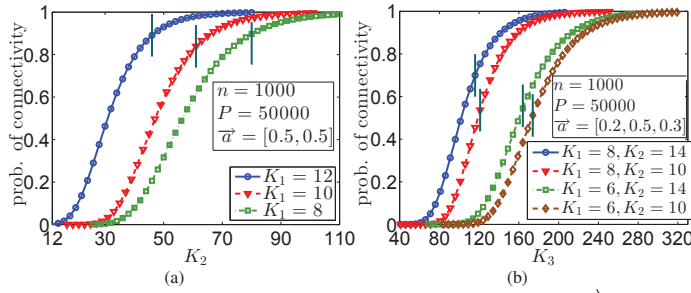 prob. of connectivity
1
0.8
0.6
0.4
0.2
0
12 30 50 70 90 110
K₂
n = 1000
P = 50000
a⃗ = [0.5, 0.5]
K₁ = 12
K₁ = 10
K₁ = 8
(a)
prob. of connectivity
1
0.8
0.6
0.4
0.2
0
40 80 120 160 200 240 280 320
K₃
n = 1000
P = 50000
a⃗ = [0.2, 0.5, 0.3]
K₁ = 8, K₂ = 14
K₁ = 8, K₂ = 10
K₁ = 6, K₂ = 14
K₁ = 6, K₂ = 10
(b)